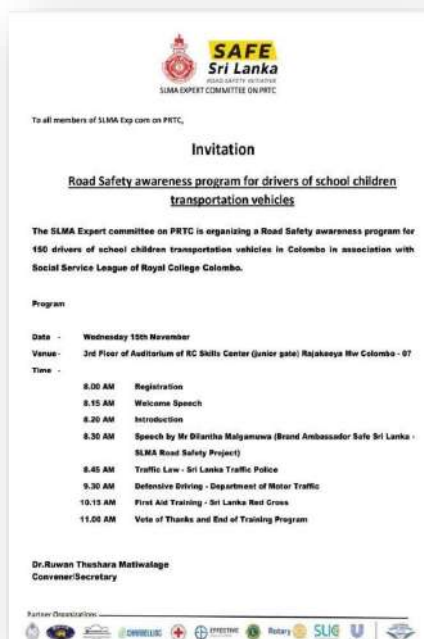 SAFE
Sri Lanka
ROAD SAFETY INITIATIVE
SLMA EXPERT COMMITTEE ON PRTC
To all members of SLMA Exp com on PRTC,
Invitation
Road Safety awareness program for drivers of school children
transportation vehicles
The SLMA Expert committee on PRTC is organizing a Road Safety awareness program for
150 drivers of school children transportation vehicles in Colombo in association with
Social Service League of Royal College Colombo.
Program
Date - Wednesday 15th November
Venue - 3rd Floor of Auditorium of RC Skills Center (junior gate) Rajakeeya Mw Colombo - 07
Time -
8.00 AM Registration
8.15 AM Welcome Speech
8.20 AM Introduction
8.30 AM Speech by Mr Dilantha Malgamuwa (Brand Ambassador Safe Sri Lanka -
SLMA Road Safety Project)
8.45 AM Traffic Law - Sri Lanka Traffic Police
9.30 AM Defensive Driving - Department of Motor Traffic
10.15 AM First Aid Training - Sri Lanka Red Cross
11.00 AM Vote of Thanks and End of Training Program
Dr.Ruwan Thushara Matiwalage
Convener/Secretary
Partner Organizations
EFFECTIVE
Rotary
SLIC